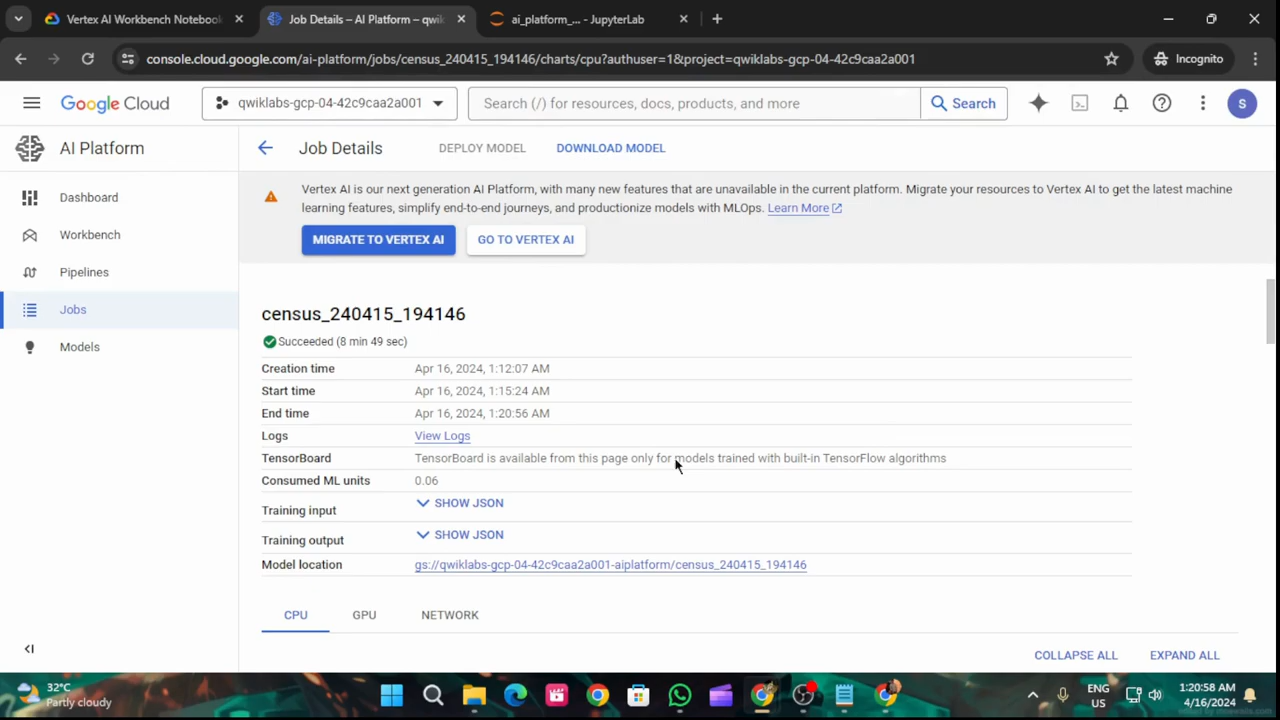 Vertex AI Workbench Notebook
Job Details – AI Platform – qwik
ai_platform_... - JupyterLab
console.cloud.google.com/ai-platform/jobs/census_240415_194146/charts/cpu?authuser=1&project=qwiklabs-gcp-04-42c9caa2a001
Incognito
Google Cloud
qwiklabs-gcp-04-42c9caa2a001
Search (/) for resources, docs, products, and more
Search
S
AI Platform
Job Details
DEPLOY MODEL
DOWNLOAD MODEL
Dashboard
Workbench
Pipelines
Jobs
Models
Vertex AI is our next generation AI Platform, with many new features that are unavailable in the current platform. Migrate your resources to Vertex AI to get the latest machine
learning features, simplify end-to-end journeys, and productionize models with MLOps. Learn More
MIGRATE TO VERTEX AI
GO TO VERTEX AI
census_240415_194146
Succeeded (8 min 49 sec)
Creation time Apr 16, 2024, 1:12:07 AM
Start time Apr 16, 2024, 1:15:24 AM
End time Apr 16, 2024, 1:20:56 AM
Logs View Logs
TensorBoard TensorBoard is available from this page only for models trained with built-in TensorFlow algorithms
Consumed ML units 0.06
Training input SHOW JSON
Training output SHOW JSON
Model location gs://qwiklabs-gcp-04-42c9caa2a001-aiplatform/census_240415_194146
CPU
GPU
NETWORK
COLLAPSE ALL
EXPAND ALL
32°C
Partly cloudy
ENG
US
1:20:58 AM
4/16/2024